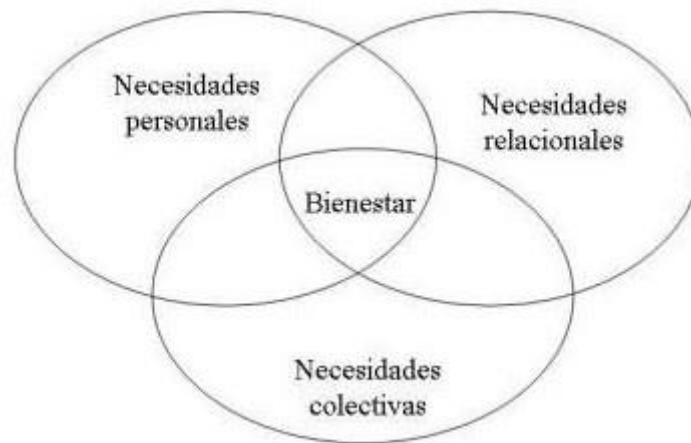 Necesidades
personales
Necesidades
relacionales
Bienestar
Necesidades
colectivas